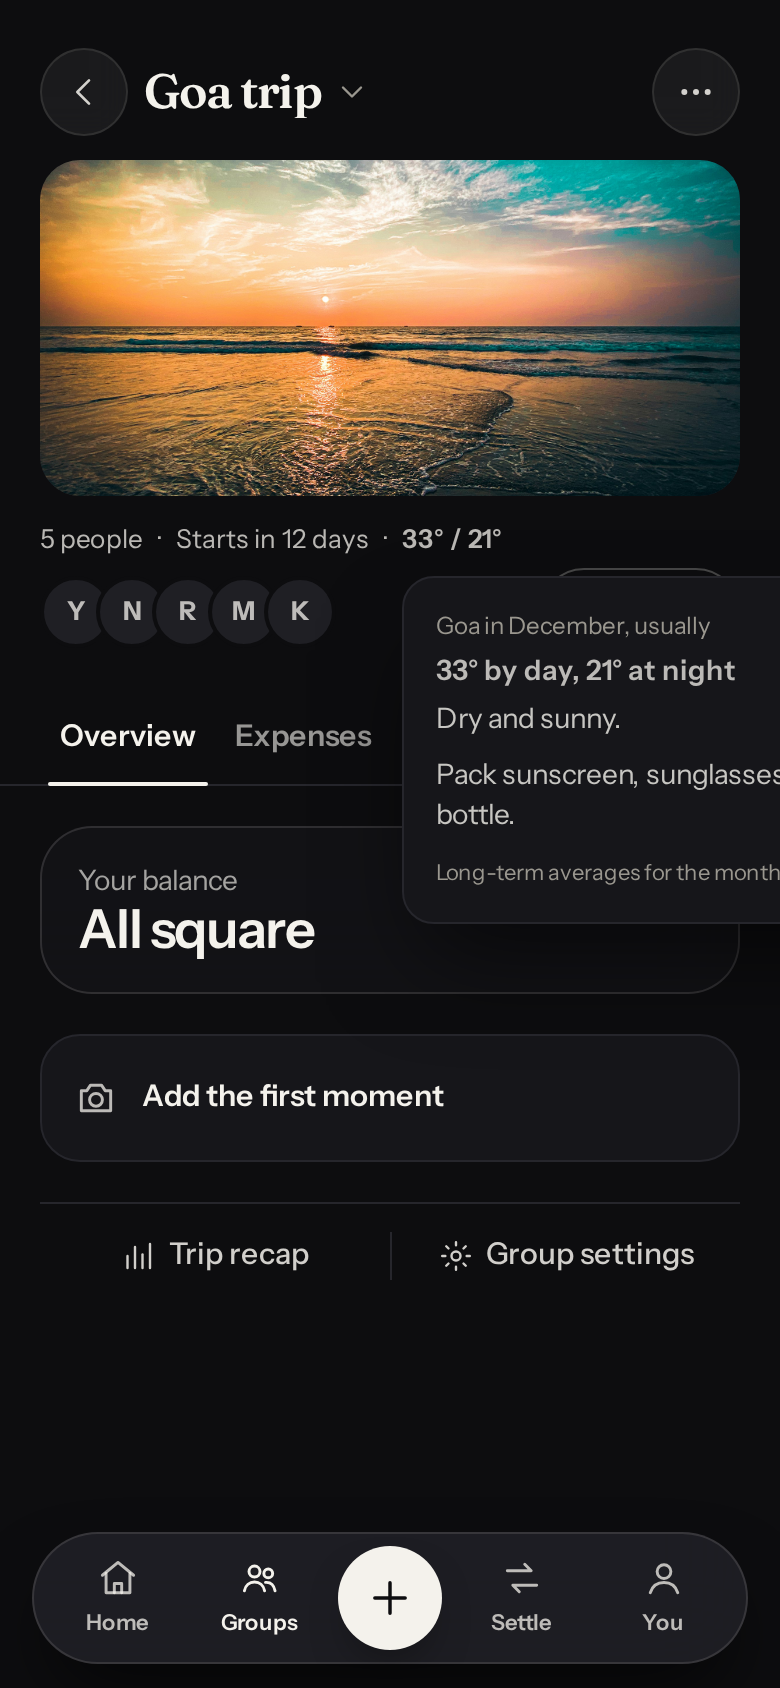 Goa trip
5 people · Starts in 12 days · 33° / 21°
Y N R M K
Goa in December, usually
33° by day, 21° at night
Dry and sunny.
Pack sunscreen, sunglasses
bottle.
Long-term averages for the month
Overview Expenses
Your balance
All square
Add the first moment
Trip recap Group settings
Home Groups Settle You